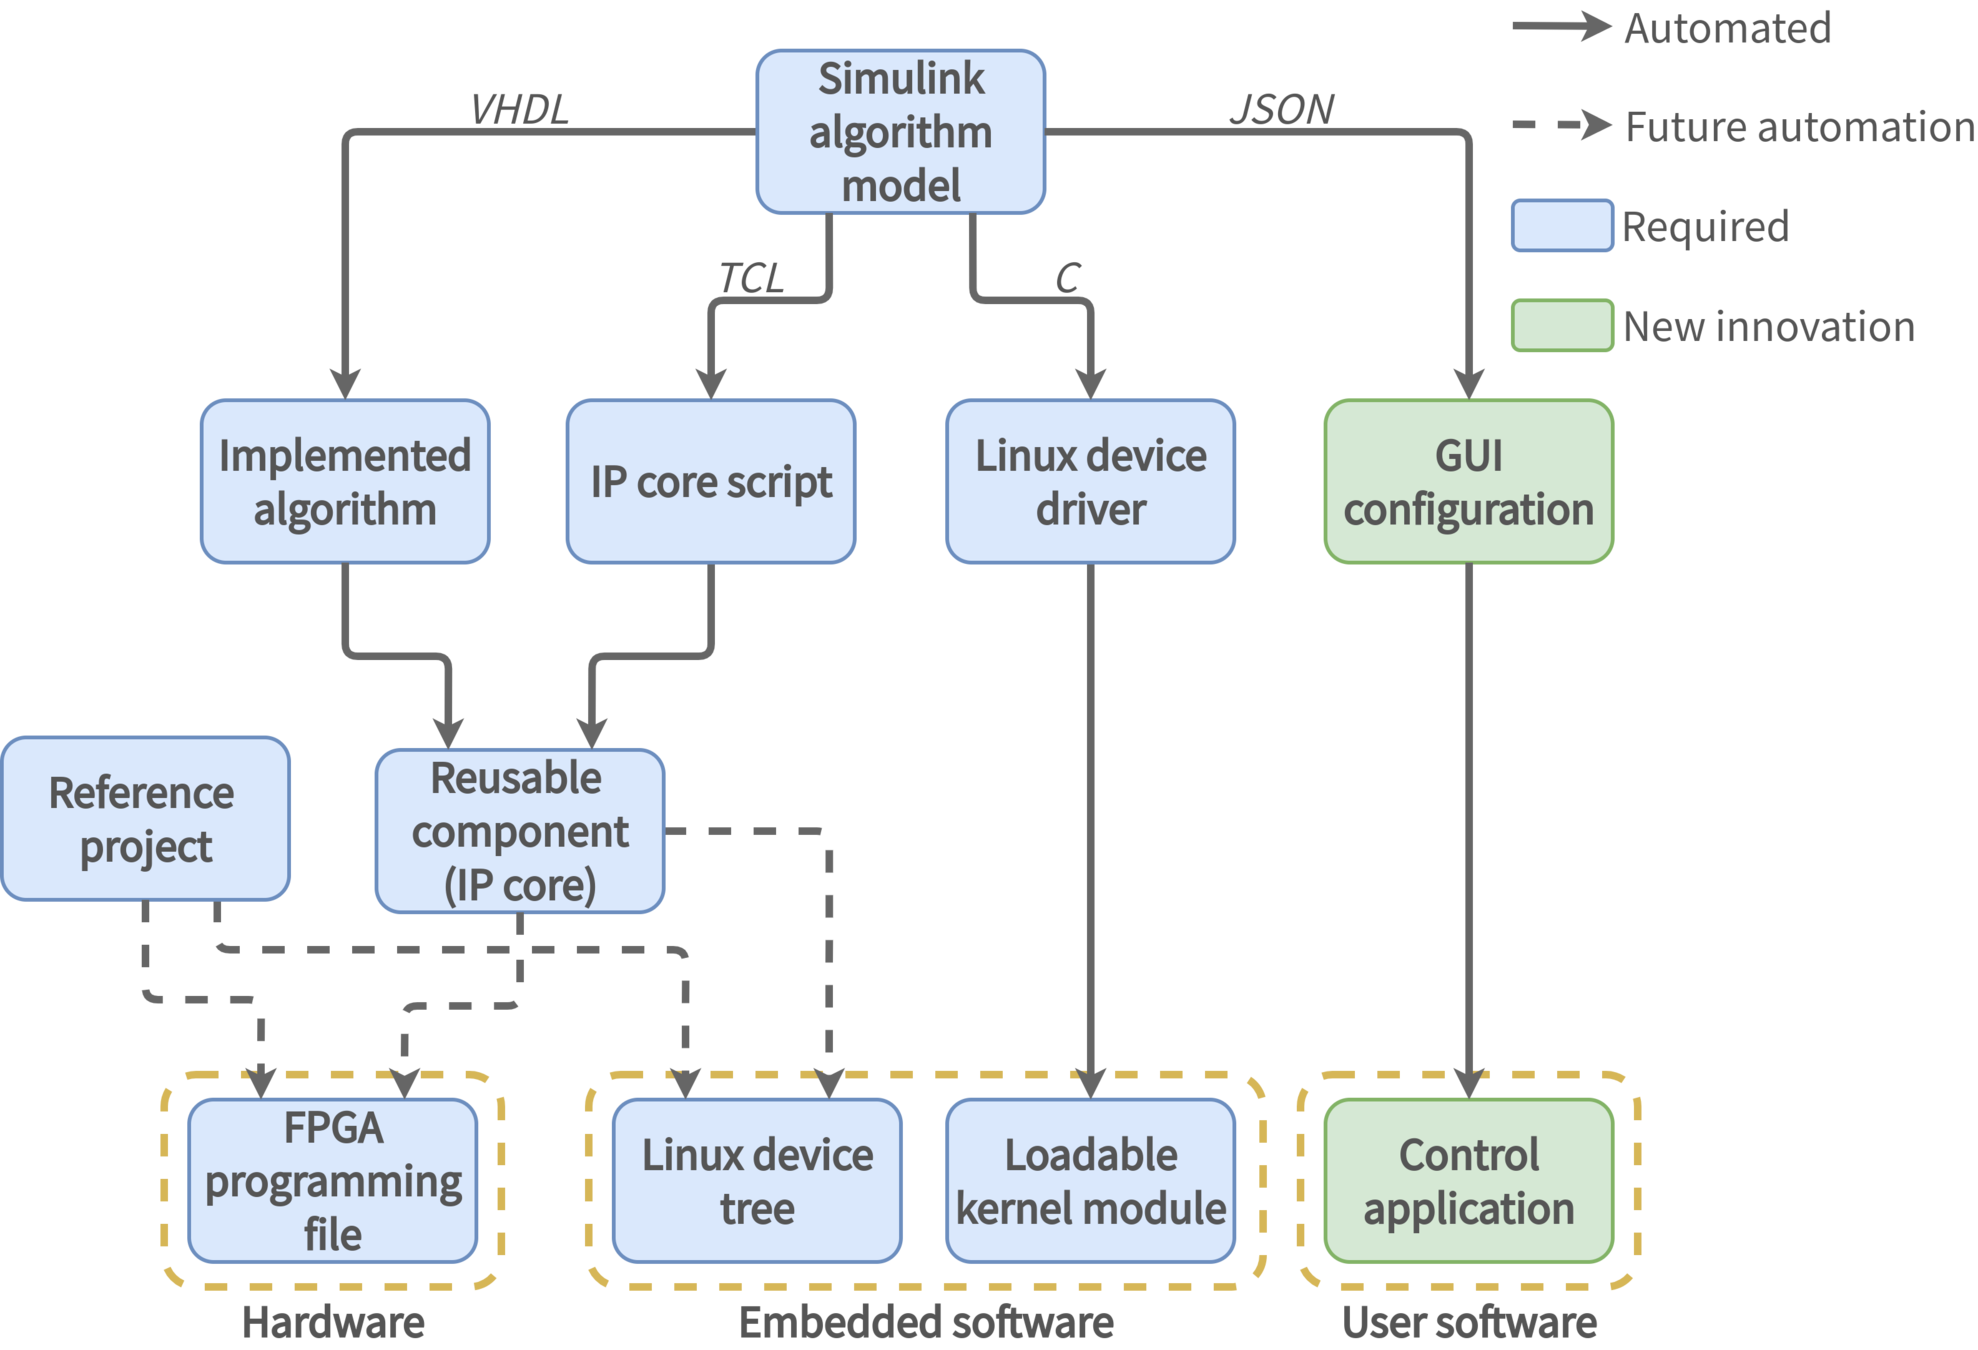 Automated
Future automation
Required
New innovation
Simulink
algorithm
model
VHDL
JSON
TCL
C
Implemented
algorithm
IP core script
Linux device
driver
GUI
configuration
Reference
project
Reusable
component
(IP core)
FPGA
programming
file
Linux device
tree
Loadable
kernel module
Control
application
Hardware
Embedded software
User software